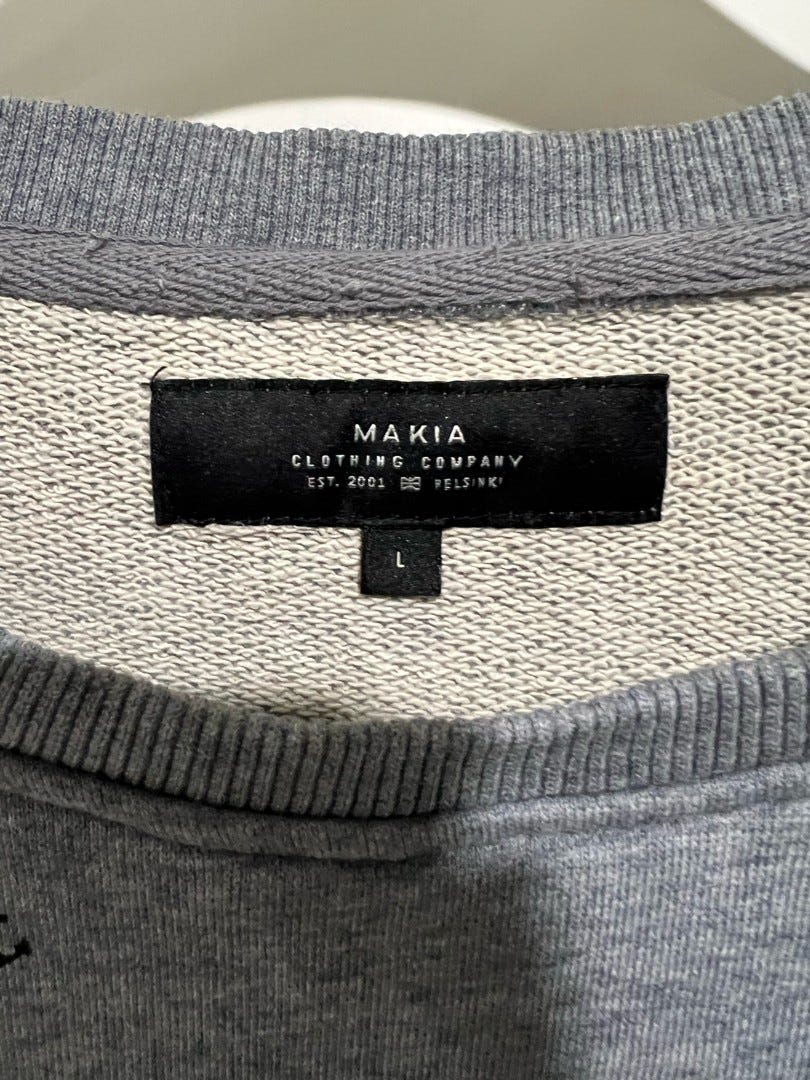 MAKIA
CLOTHING COMPANY
EST. 2001 HELSINKI
L